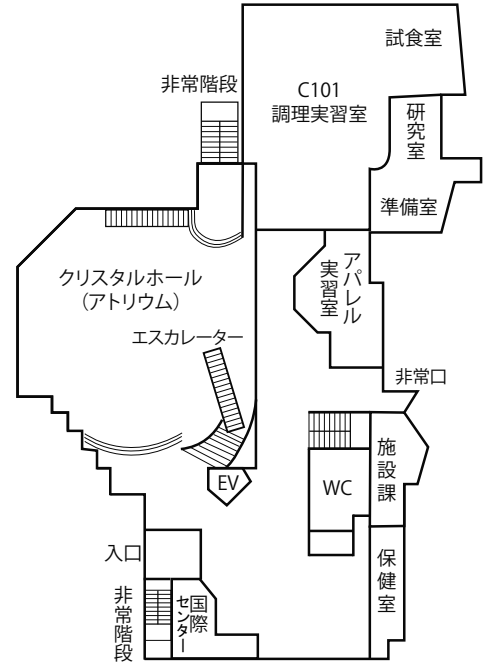 試食室
C101
調理実習室
非常階段
研究室
準備室
アパレル
実習室
クリスタルホール
（アトリウム）
エスカレーター
非常口
施設課
EV
WC
入口
保健室
非常階段
国際
センター